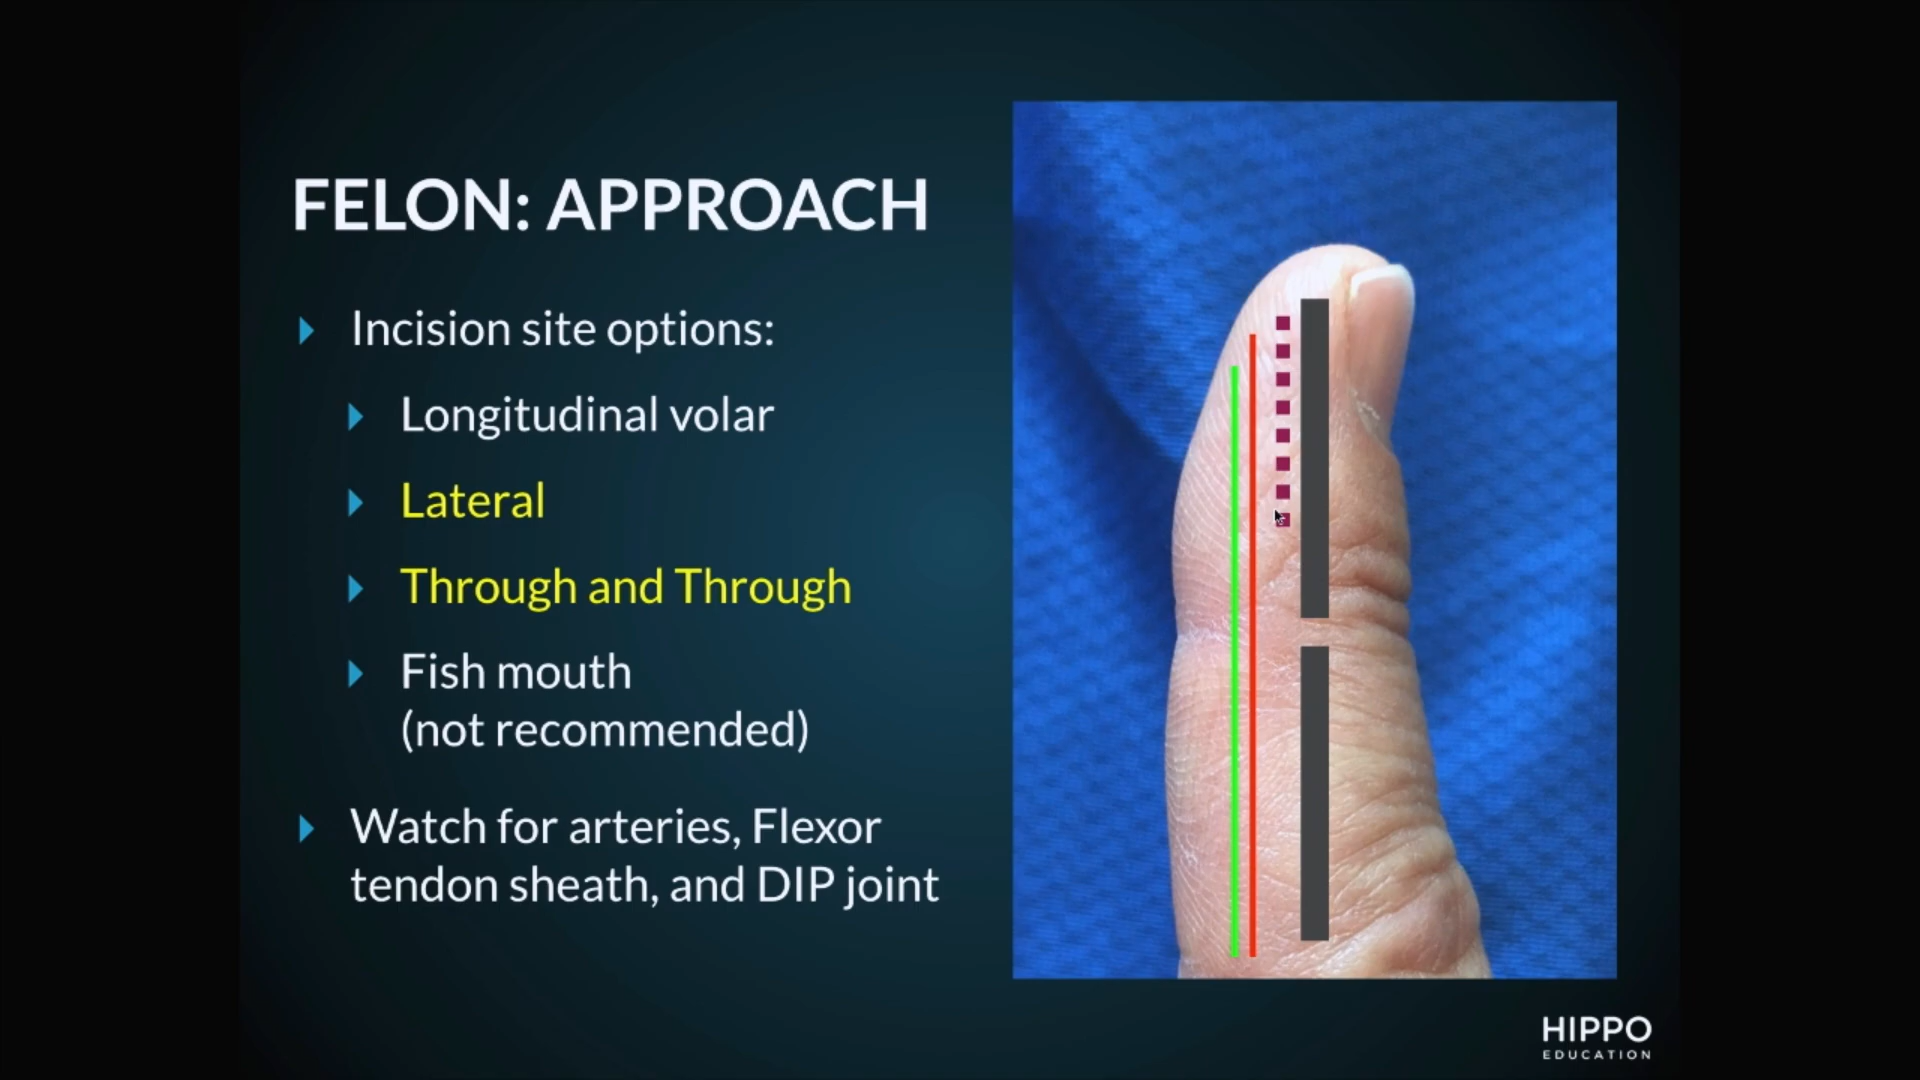 FELON: APPROACH
Incision site options:
Longitudinal volar
Lateral
Through and Through
Fish mouth
(not recommended)
Watch for arteries, Flexor
tendon sheath, and DIP joint
HIPPO
EDUCATION